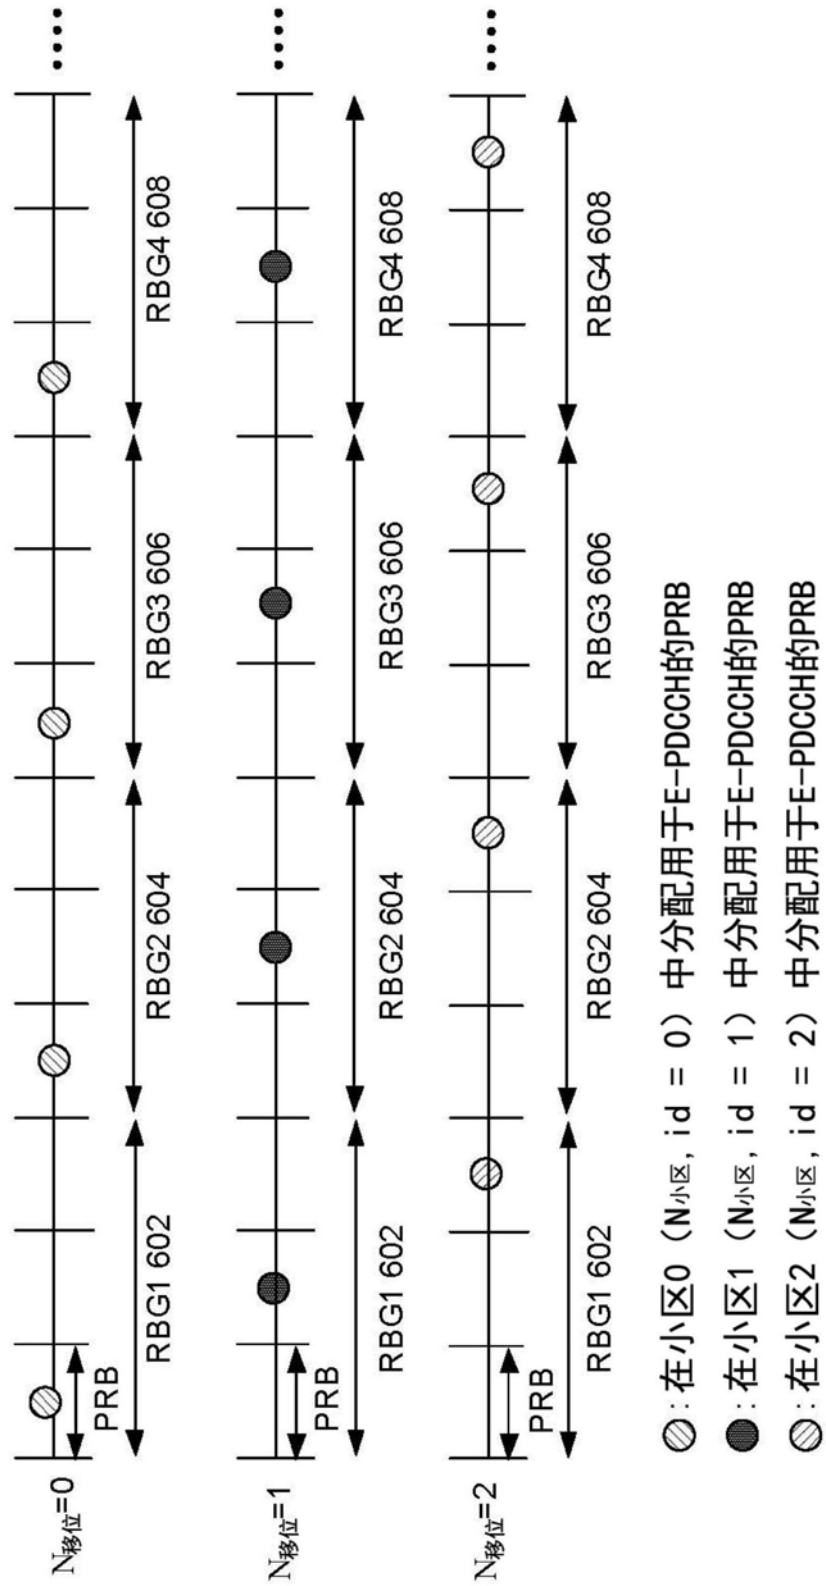 N移位=0
PRB
RBG1 602
RBG2 604
RBG3 606
RBG4 608
N移位=1
PRB
RBG1 602
RBG2 604
RBG3 606
RBG4 608
N移位=2
PRB
RBG1 602
RBG2 604
RBG3 606
RBG4 608
: 在小区0（N小区, id = 0）中分配用于E-PDCCH的PRB
: 在小区1（N小区, id = 1）中分配用于E-PDCCH的PRB
: 在小区2（N小区, id = 2）中分配用于E-PDCCH的PRB